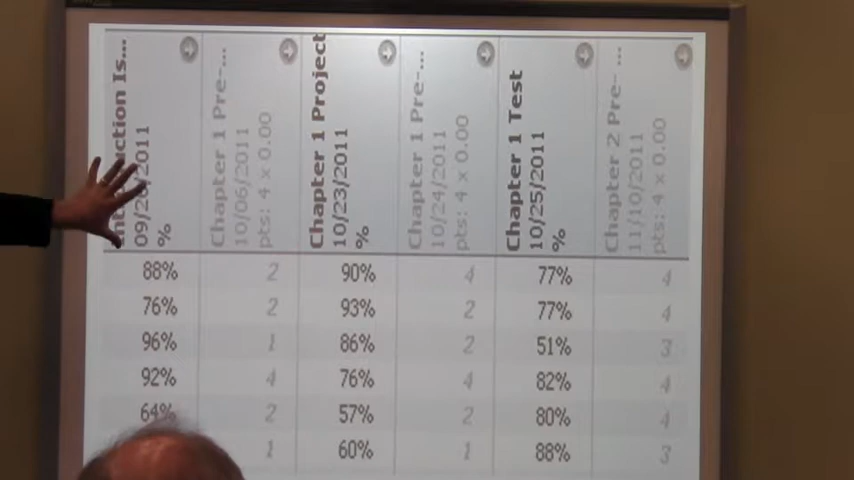 Is...
09/2 2011
%
Chapter 1 Pre-...
10/06/2011
pts: 4 x 0.00
Chapter 1 Project
10/23/2011
%
Chapter 1 Pre-...
10/24/2011
pts: 4 x 0.00
Chapter 1 Test
10/25/2011
%
Chapter 2 Pre- ...
11/10/2011
pts: 4 x 0.00
88% 2 90% 4 77% 4
76% 2 93% 2 77% 4
96% 1 86% 2 51% 3
92% 4 76% 4 82% 4
64% 2 57% 2 80% 4
1 60% 1 88% 3